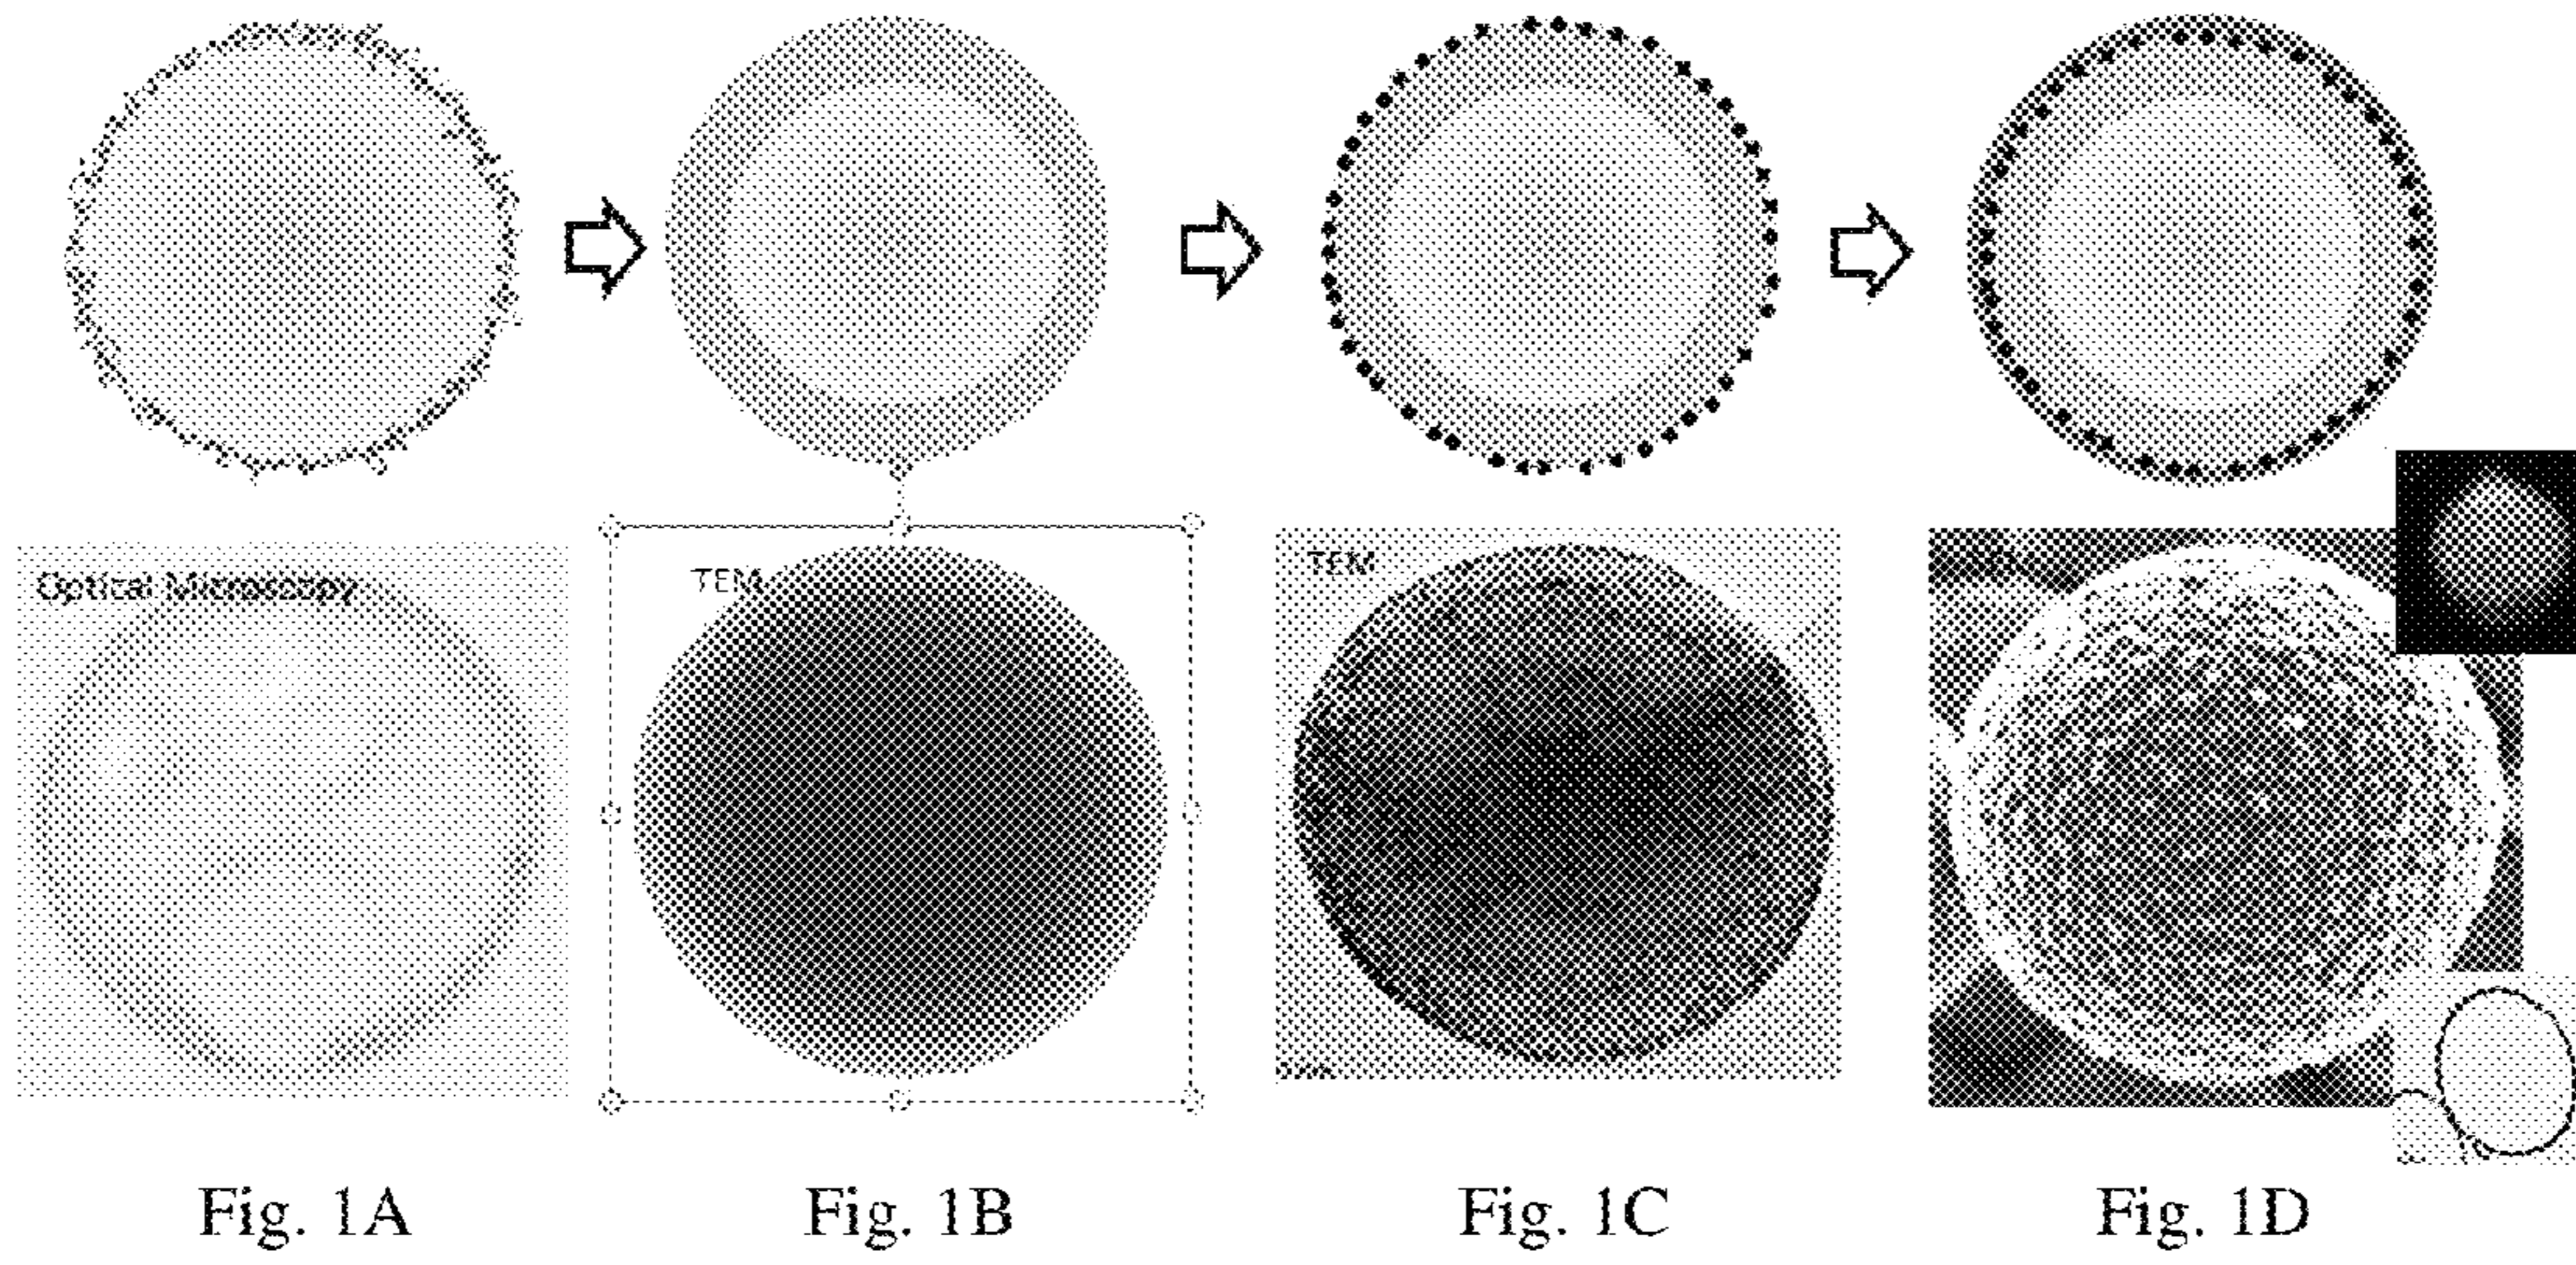 Optical Microscopy
TEM
TEM
Fig. 1A
Fig. 1B
Fig. 1C
Fig. 1D